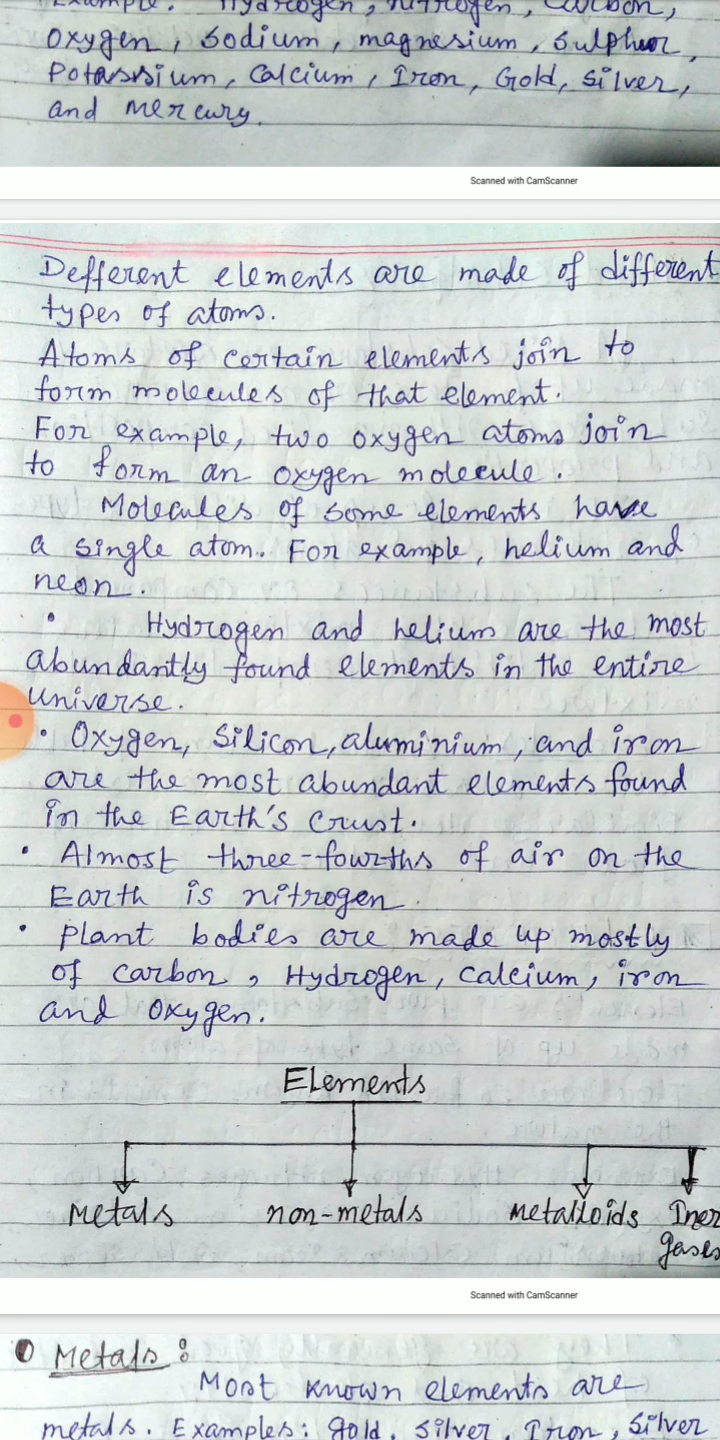 Example. Hydrogen, nitrogen, Carbon,
Oxygen, Sodium, magnesium, Sulphur,
Potassium, Calcium, Iron, Gold, Silver,
and mercury.
Scanned with CamScanner
Defferent elements are made of different
types of atoms.
Atoms of certain elements join to
form molecules of that element.
For example, two oxygen atoms join
to form an oxygen molecule.
Molecules of some elements have
a single atom. For example, helium and
neon.
• Hydrogen and helium are the most
abundantly found elements in the entire
Universe.
• Oxygen, Silicon, aluminium, and iron
are the most abundant elements found
in the Earth's Crust.
• Almost three-fourths of air on the
Earth is nitrogen.
• Plant bodies are made up mostly
of carbon, Hydrogen, Calcium, iron
and Oxygen.
Elements
Metals non-metals metalloids Iner
gases
Scanned with CamScanner
Metals:
Most known elements are
metals. Examples: Gold, Silver, Iron, Silver